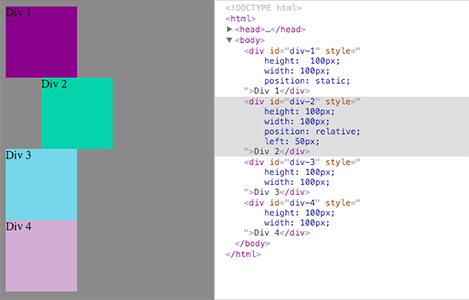 Div 1
Div 2
Div 3
Div 4
<!DOCTYPE html>
<html>
▶ <head>…</head>
▼ <body>
<div id="div-1" style="
height:  100px;
width: 100px;
position: static;
">Div 1</div>
<div id="div-2" style="
height: 100px;
width: 100px;
position: relative;
left: 50px;
">Div 2</div>
<div id="div-3" style="
height: 100px;
width: 100px;
">Div 3</div>
<div id="div-4" style="
height: 100px;
width: 100px;
">Div 4</div>
</body>
</html>